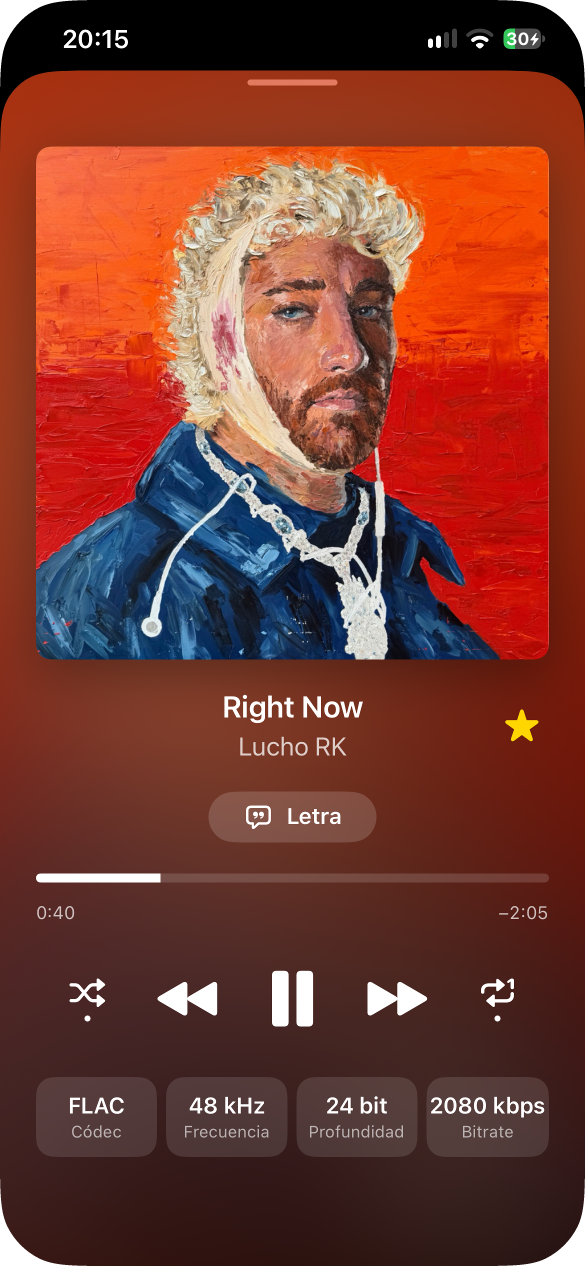 20:15
30
Right Now
Lucho RK
Letra
0:40
−2:05
1
FLAC
Códec
48 kHz
Frecuencia
24 bit
Profundidad
2080 kbps
Bitrate